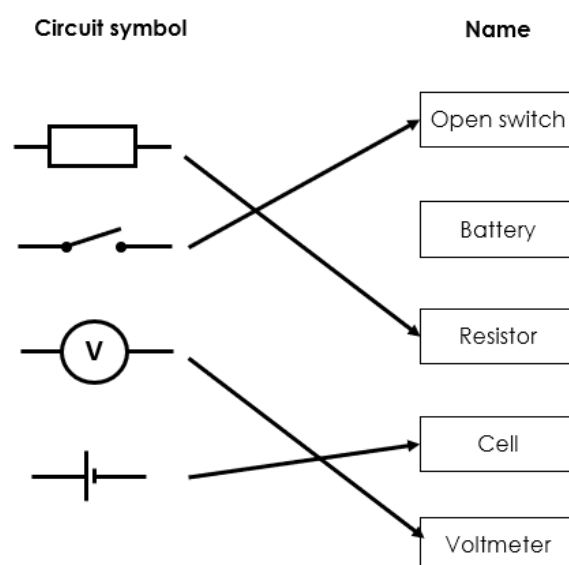 Circuit symbol
Name
Open switch
Battery
Resistor
V
Cell
Voltmeter